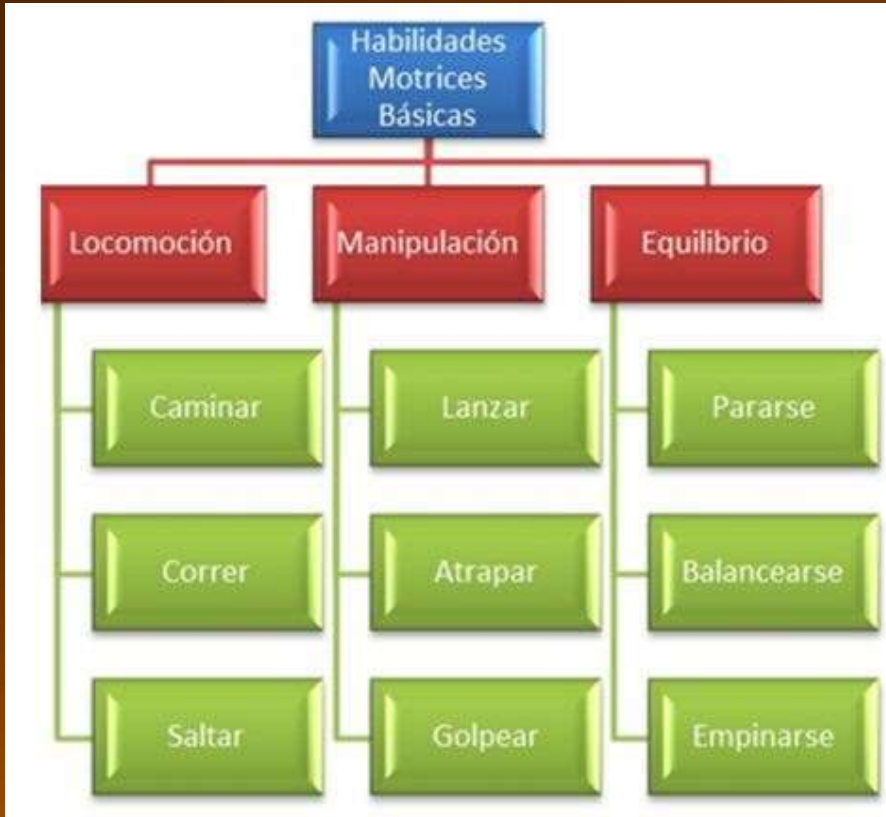 Habilidades
Motrices
Básicas
Locomoción
Manipulación
Equilibrio
Caminar
Lanzar
Pararse
Correr
Atrapar
Balancearse
Saltar
Golpear
Empinarse